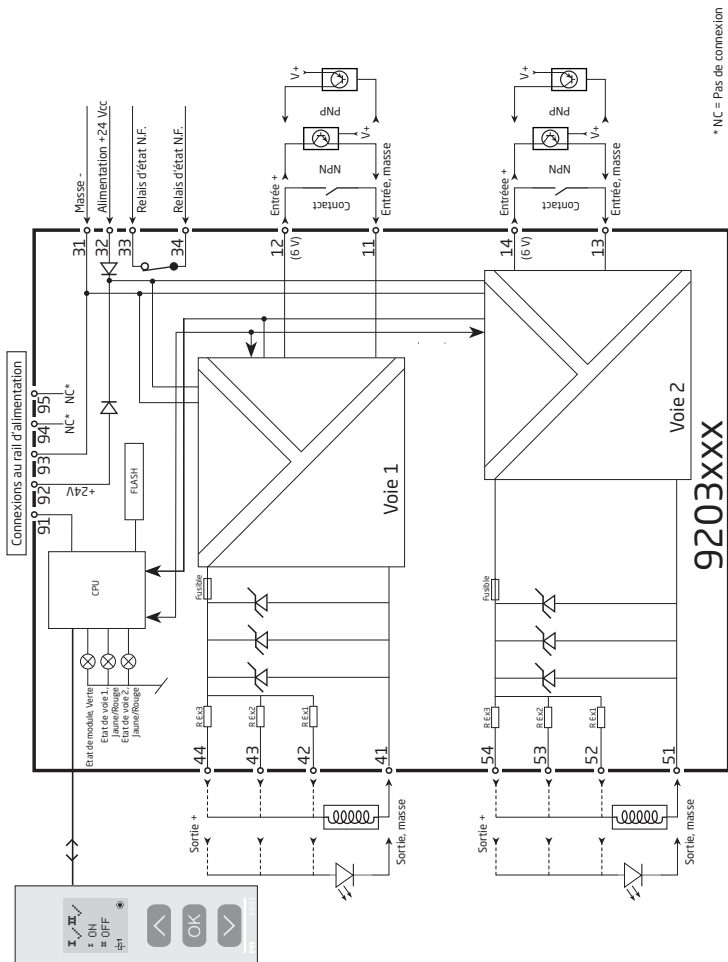 Connexions au rail d'alimentation
91
92
93
94
95
+24V
NC*
NC*
Masse -
Alimentation +24 Vcc
Relais d'état N.F.
Relais d'état N.F.
31
32
33
34
CPU
FLASH
Etat de module, Verte
Etat de voie 1,
Jaune/Rouge
Etat de voie 2,
Jaune/Rouge
12
(6 V)
11
Entrée +
Contact
Entrée, masse
NPN
V+
PNP
V+
14
(6 V)
13
Entréee +
Contact
Entrée, masse
NPN
V+
PNP
V+
Voie 1
Voie 2
Fusible
R Ex3
R Ex2
R Ex1
44
43
42
41
Sortie +
Sortie, masse
Fusible
R Ex3
R Ex2
R Ex1
54
53
52
51
Sortie +
Sortie, masse
9203xxx
* NC = Pas de connexion
I ON
II OFF
OK